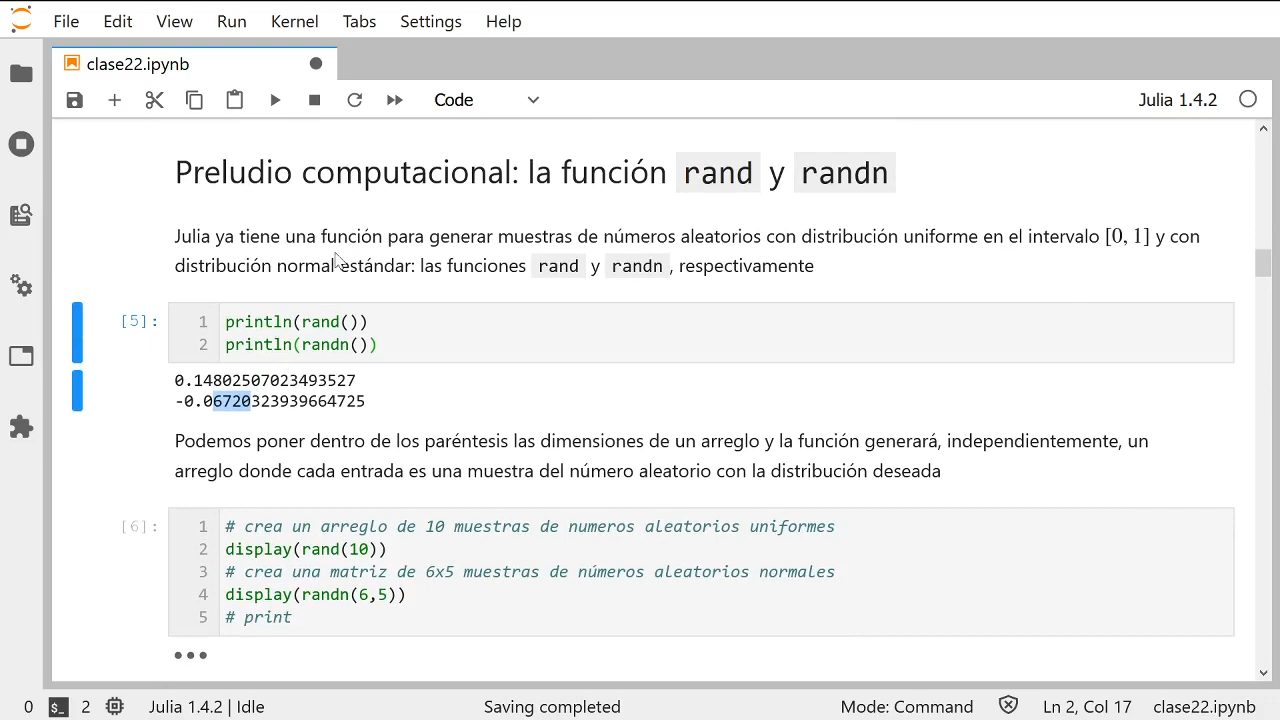 File Edit View Run Kernel Tabs Settings Help
clase22.ipynb
Code
Julia 1.4.2
Preludio computacional: la función rand y randn
Julia ya tiene una función para generar muestras de números aleatorios con distribución uniforme en el intervalo [0, 1] y con
distribución normal estándar: las funciones rand y randn , respectivamente
[5]: 1 println(rand())
2 println(randn())
0.14802507023493527
-0.06720323939664725
Podemos poner dentro de los paréntesis las dimensiones de un arreglo y la función generará, independientemente, un
arreglo donde cada entrada es una muestra del número aleatorio con la distribución deseada
[6]: 1 # crea un arreglo de 10 muestras de numeros aleatorios uniformes
2 display(rand(10))
3 # crea una matriz de 6x5 muestras de números aleatorios normales
4 display(randn(6,5))
5 # print
0 $_ 2 Julia 1.4.2 | Idle Saving completed Mode: Command Ln 2, Col 17 clase22.ipynb